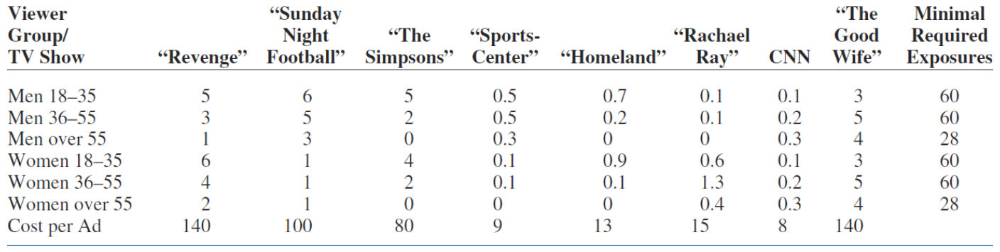 Viewer “Sunday “The Minimal
Group/ Night “The “Sports- “Rachael Good Required
TV Show “Revenge” Football” Simpsons” Center” “Homeland” Ray” CNN Wife” Exposures
Men 18–35 5 6 5 0.5 0.7 0.1 0.1 3 60
Men 36–55 3 5 2 0.5 0.2 0.1 0.2 5 60
Men over 55 1 3 0 0.3 0 0 0.3 4 28
Women 18–35 6 1 4 0.1 0.9 0.6 0.1 3 60
Women 36–55 4 1 2 0.1 0.1 1.3 0.2 5 60
Women over 55 2 1 0 0 0 0.4 0.3 4 28
Cost per Ad 140 100 80 9 13 15 8 140